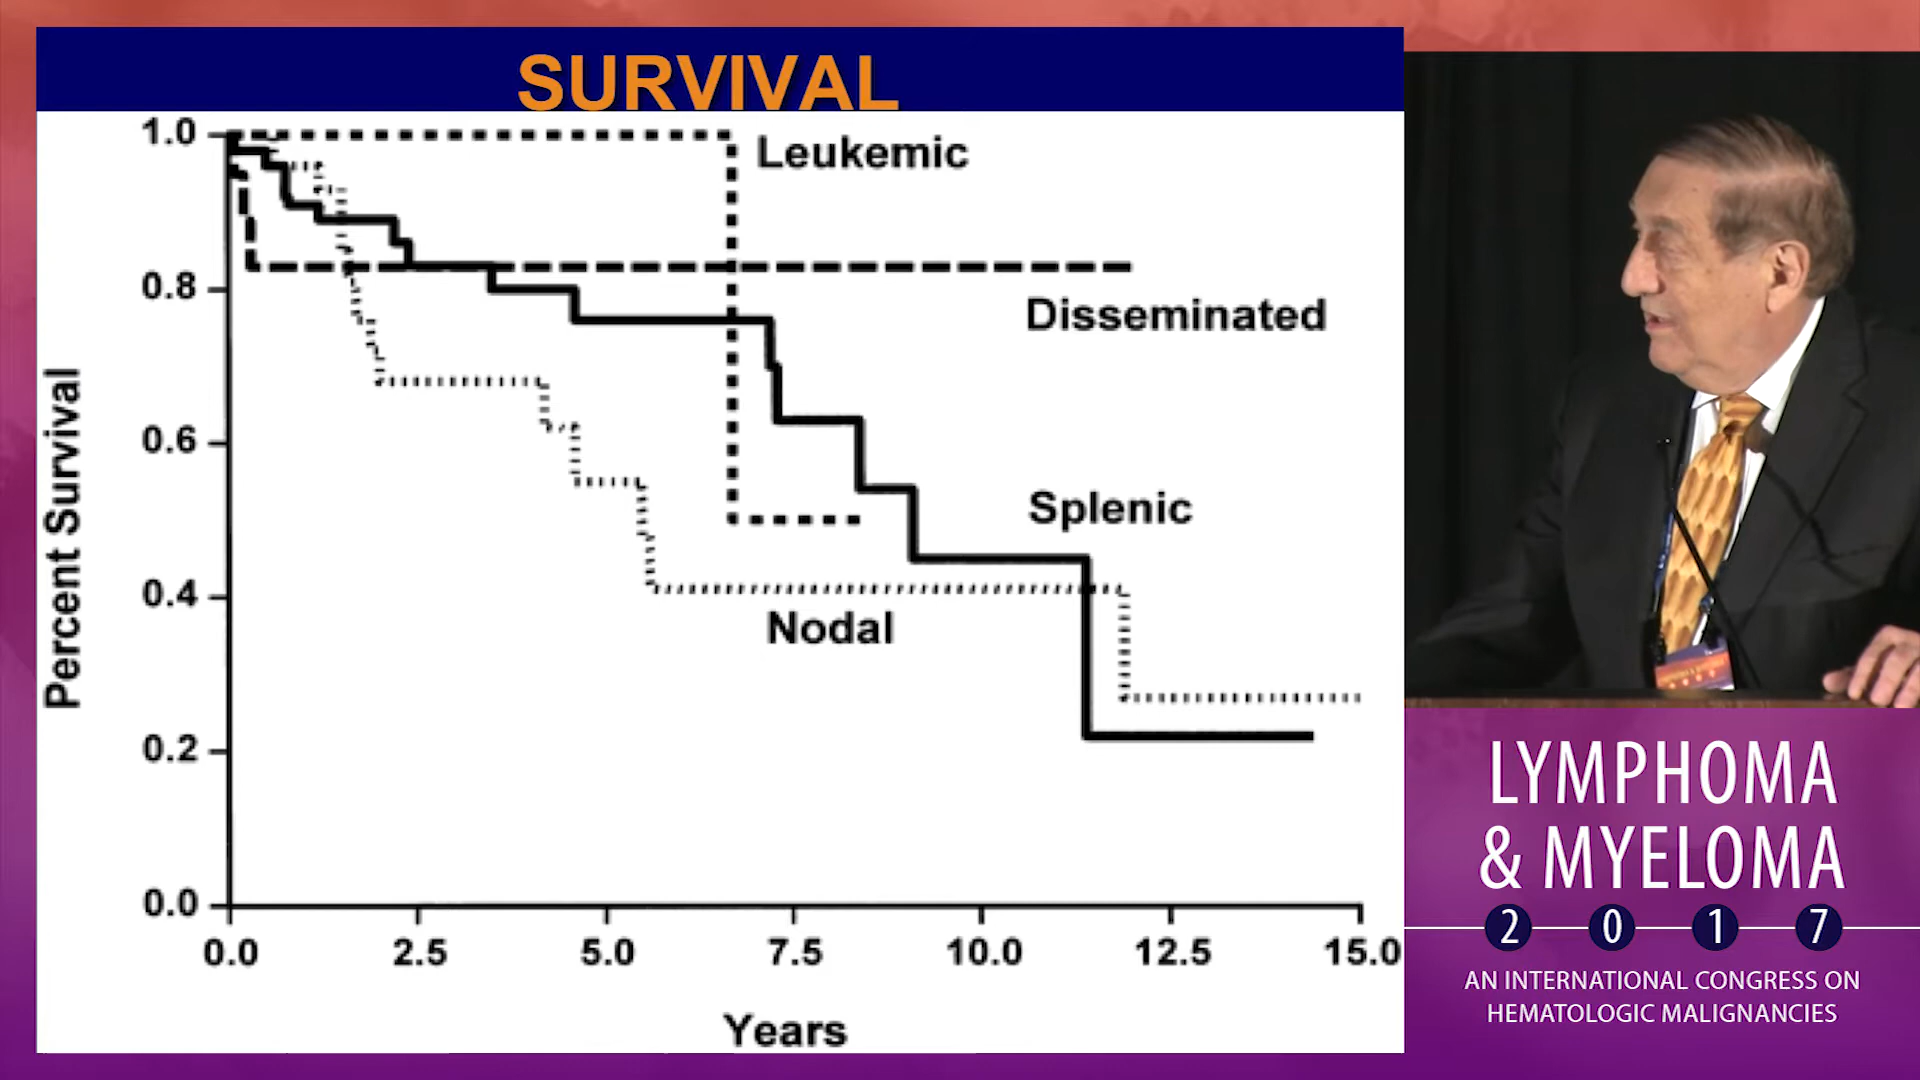 SURVIVAL
1.0
0.8
0.6
0.4
0.2
0.0
Percent Survival
Leukemic
Disseminated
Splenic
Nodal
0.0 2.5 5.0 7.5 10.0 12.5 15.0
Years
LYMPHOMA
& MYELOMA
2 0 1 7
AN INTERNATIONAL CONGRESS ON
HEMATOLOGIC MALIGNANCIES